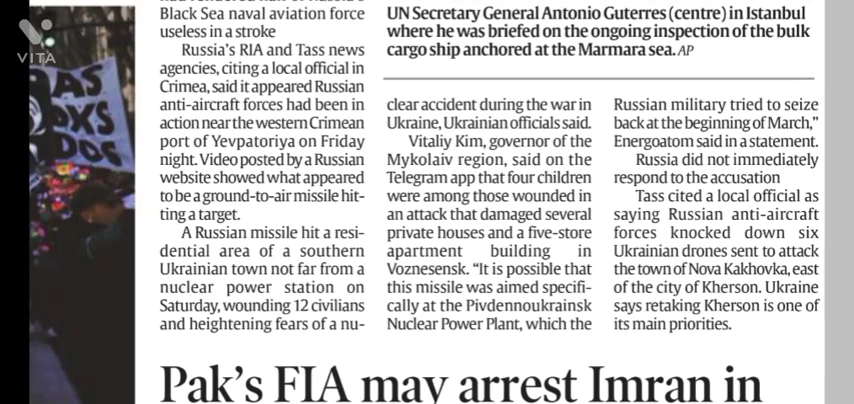 VITA
AS
OXS
DOG
Black Sea naval aviation force
useless in a stroke
Russia's RIA and Tass news
agencies, citing a local official in
Crimea, said it appeared Russian
anti-aircraft forces had been in
action near the western Crimean
port of Yevpatoriya on Friday
night. Video posted by a Russian
website showed what appeared
to be a ground-to-air missile hit-
ting a target.
A Russian missile hit a resi-
dential area of a southern
Ukrainian town not far from a
nuclear power station on
Saturday, wounding 12 civilians
and heightening fears of a nu-
UN Secretary General Antonio Guterres (centre) in Istanbul
where he was briefed on the ongoing inspection of the bulk
cargo ship anchored at the Marmara sea. AP
clear accident during the war in
Ukraine, Ukrainian officials said.
Vitaliy Kim, governor of the
Mykolaiv region, said on the
Telegram app that four children
were among those wounded in
an attack that damaged several
private houses and a five-store
apartment building in
Voznesensk. “It is possible that
this missile was aimed specifi-
cally at the Pivdennoukrainsk
Nuclear Power Plant, which the
Russian military tried to seize
back at the beginning of March,”
Energoatom said in a statement.
Russia did not immediately
respond to the accusation
Tass cited a local official as
saying Russian anti-aircraft
forces knocked down six
Ukrainian drones sent to attack
the town of Nova Kakhovka, east
of the city of Kherson. Ukraine
says retaking Kherson is one of
its main priorities.
Pak's FIA may arrest Imran in